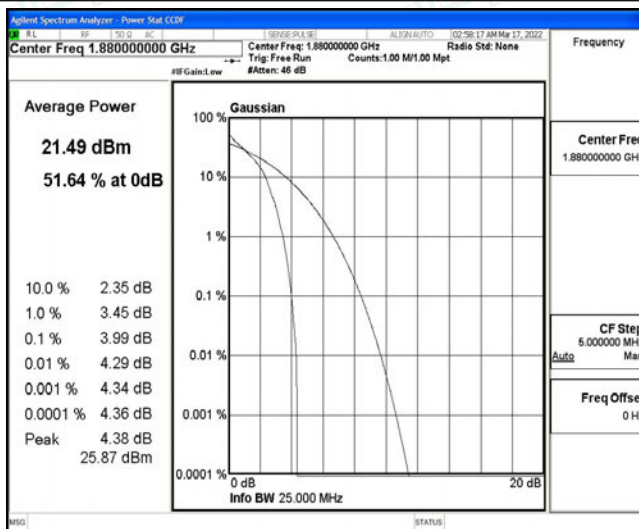 Agilent Spectrum Analyzer - Power Stat CCDF
RL RF 50 Ω AC SENSE:PULSE ALIGN AUTO 02:58:17 AM Mar 17, 2022
Center Freq 1.880000000 GHz
Center Freq: 1.880000000 GHz Radio Std: None
Trig: Free Run Counts:1.00 M/1.00 Mpt
#IFGain:Low #Atten: 46 dB
Frequency
Average Power
21.49 dBm
51.64 % at 0dB
10.0 % 2.35 dB
1.0 % 3.45 dB
0.1 % 3.99 dB
0.01 % 4.29 dB
0.001 % 4.34 dB
0.0001 % 4.36 dB
Peak 4.38 dB
25.87 dBm
Gaussian
100 %
10 %
1 %
0.1 %
0.01 %
0.001 %
0.0001 %
0 dB 20 dB
Info BW 25.000 MHz
Center Freq
1.880000000 GH
CF Step
5.000000 MH
Auto Ma
Freq Offse
0 H
MSG STATUS